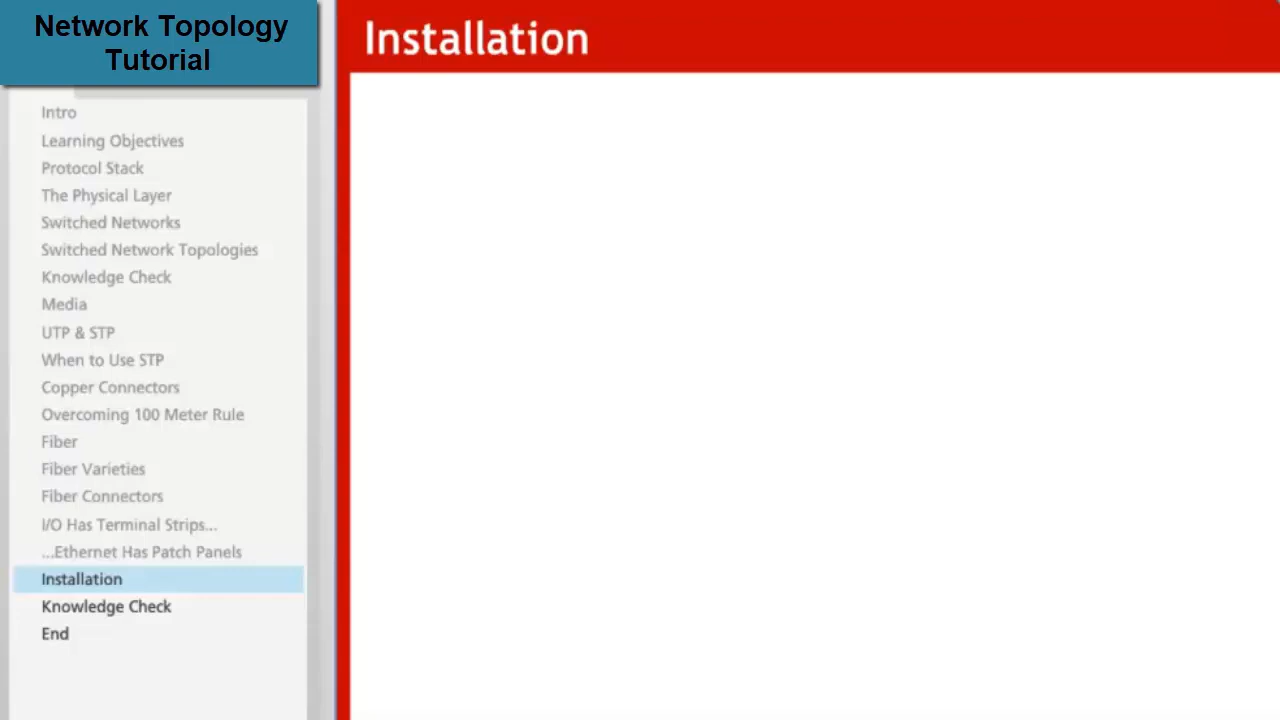 Network Topology
Tutorial
Installation
Intro
Learning Objectives
Protocol Stack
The Physical Layer
Switched Networks
Switched Network Topologies
Knowledge Check
Media
UTP & STP
When to Use STP
Copper Connectors
Overcoming 100 Meter Rule
Fiber
Fiber Varieties
Fiber Connectors
I/O Has Terminal Strips...
...Ethernet Has Patch Panels
Installation
Knowledge Check
End